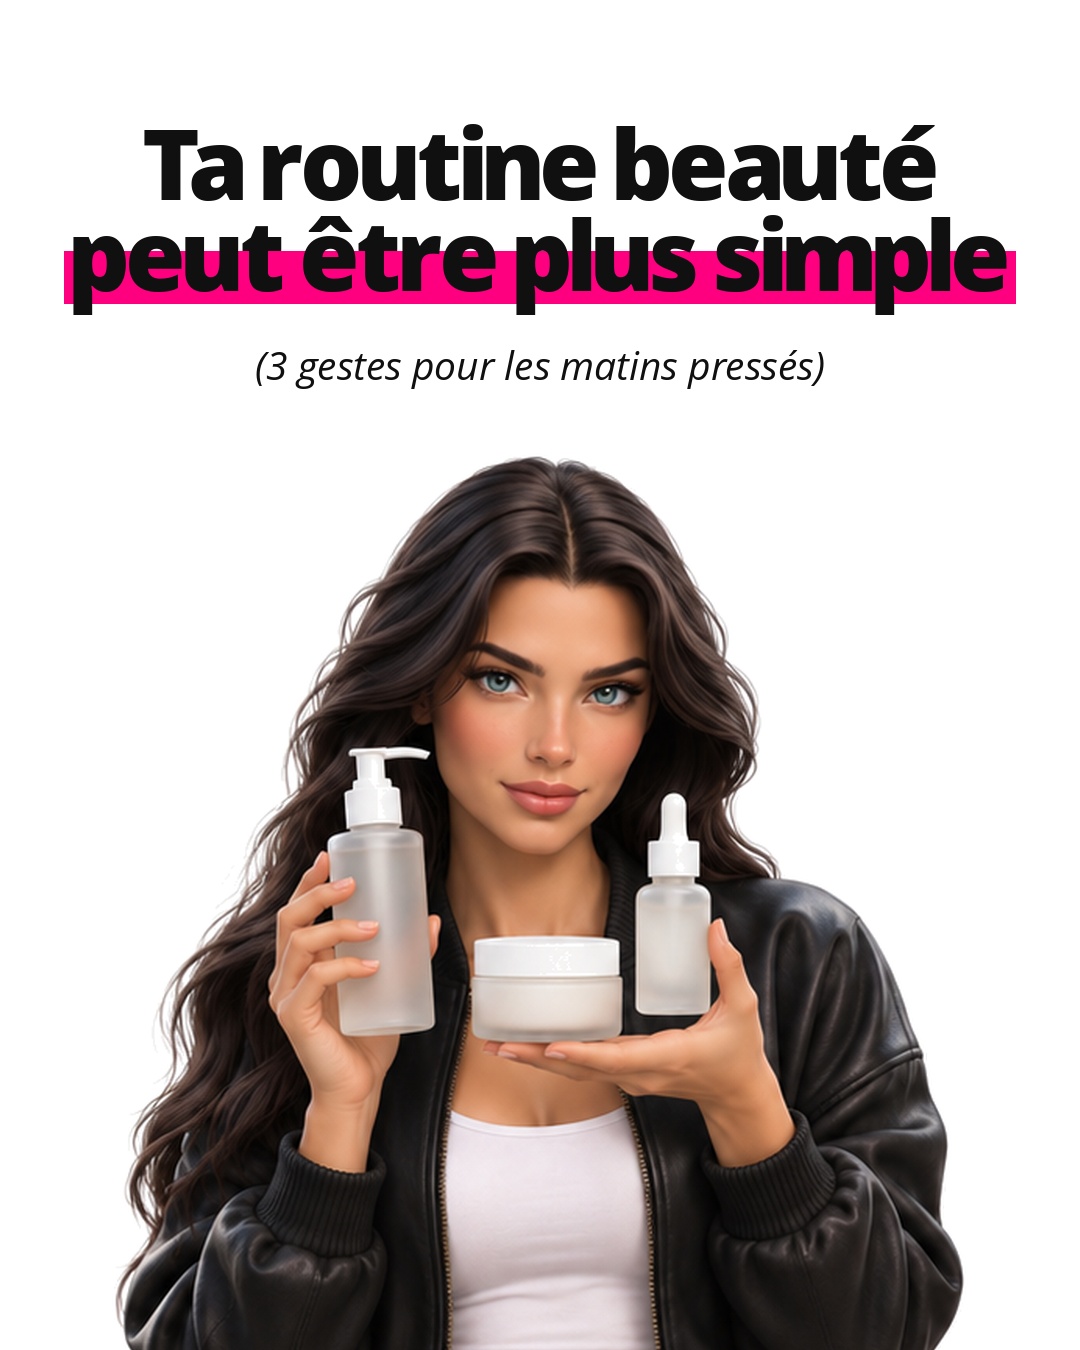 Ta routine beauté
peut être plus simple
(3 gestes pour les matins pressés)